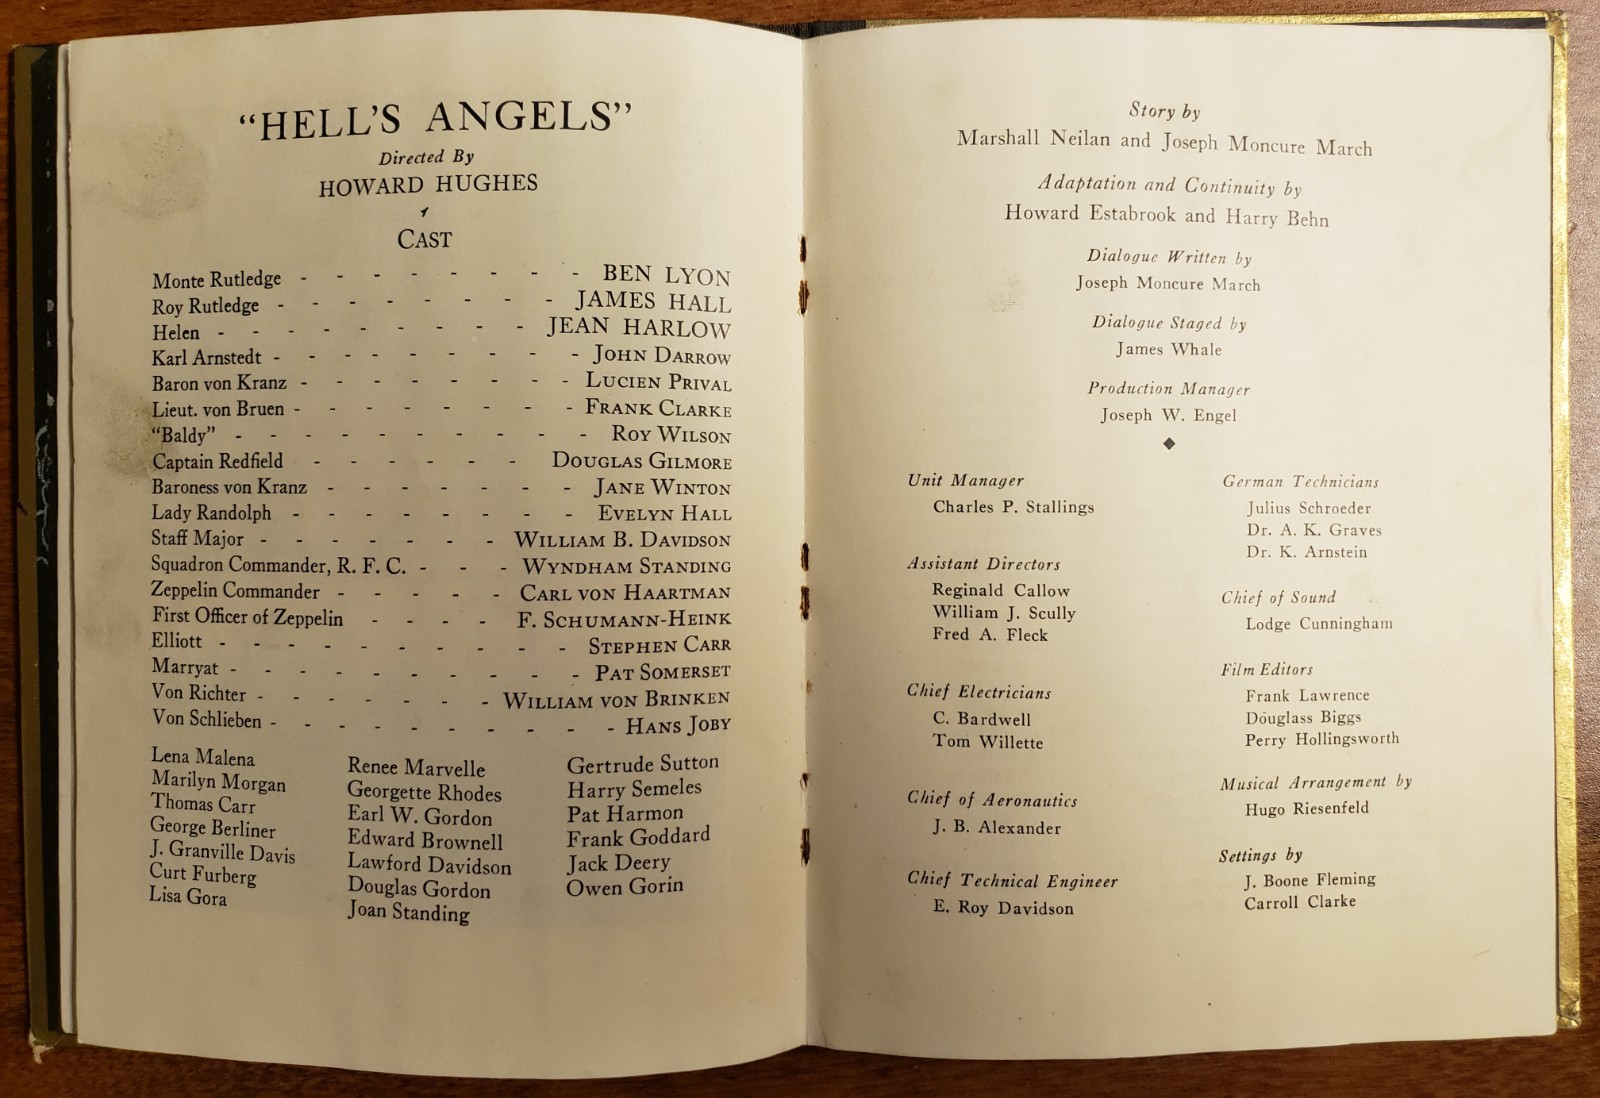 "HELL'S ANGELS"
Directed By
HOWARD HUGHES
CAST
Monte Rutledge - - - - - - - - BEN LYON
Roy Rutledge - - - - - - - - JAMES HALL
Helen - - - - - - - - - JEAN HARLOW
Karl Arnstedt - - - - - - - - - JOHN DARROW
Baron von Kranz - - - - - - - - - LUCIEN PRIVAL
Lieut. von Bruen - - - - - - - - - FRANK CLARKE
"Baldy" - - - - - - - - - - ROY WILSON
Captain Redfield - - - - - - DOUGLAS GILMORE
Baroness von Kranz - - - - - - - JANE WINTON
Lady Randolph - - - - - - - - EVELYN HALL
Staff Major - - - - - - - WILLIAM B. DAVIDSON
Squadron Commander, R. F. C. - - - WYNDHAM STANDING
Zeppelin Commander - - - - - CARL VON HAARTMAN
First Officer of Zeppelin - - - - F. SCHUMANN-HEINK
Elliott - - - - - - - - - - STEPHEN CARR
Marryat - - - - - - - - - - PAT SOMERSET
Von Richter - - - - - - - WILLIAM VON BRINKEN
Von Schlieben - - - - - - - - - HANS JOBY
Lena Malena
Marilyn Morgan
Thomas Carr
George Berliner
J. Granville Davis
Curt Furberg
Lisa Gora
Renee Marvelle
Georgette Rhodes
Earl W. Gordon
Edward Brownell
Lawford Davidson
Douglas Gordon
Joan Standing
Gertrude Sutton
Harry Semeles
Pat Harmon
Frank Goddard
Jack Deery
Owen Gorin
Story by
Marshall Neilan and Joseph Moncure March
Adaptation and Continuity by
Howard Estabrook and Harry Behn
Dialogue Written by
Joseph Moncure March
Dialogue Staged by
James Whale
Production Manager
Joseph W. Engel
Unit Manager
Charles P. Stallings
Assistant Directors
Reginald Callow
William J. Scully
Fred A. Fleck
Chief Electricians
C. Bardwell
Tom Willette
Chief of Aeronautics
J. B. Alexander
Chief Technical Engineer
E. Roy Davidson
German Technicians
Julius Schroeder
Dr. A. K. Graves
Dr. K. Arnstein
Chief of Sound
Lodge Cunningham
Film Editors
Frank Lawrence
Douglass Biggs
Perry Hollingsworth
Musical Arrangement by
Hugo Riesenfeld
Settings by
J. Boone Fleming
Carroll Clarke